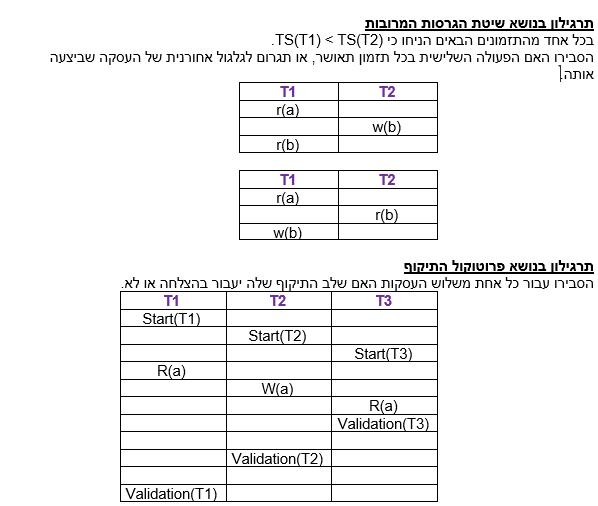 תרגילון בנושא שיטת הגרסות המרובות
בכל אחד מהתזמונים הבאים הניחו כי TS(T1) < TS(T2).
הסבירו האם הפעולה השלישית בכל תזמון תאושר, או תגרום לגלגול אחורנית של העסקה שביצעה
אותה.
T1 T2
r(a)
w(b)
r(b)
T1 T2
r(a)
r(b)
w(b)
תרגילון בנושא פרוטוקול התיקוף
הסבירו עבור כל אחת משלוש העסקות האם שלב התיקוף שלה יעבור בהצלחה או לא.
T1 T2 T3
Start(T1)
Start(T2)
Start(T3)
R(a)
W(a)
R(a)
Validation(T3)
Validation(T2)
Validation(T1)